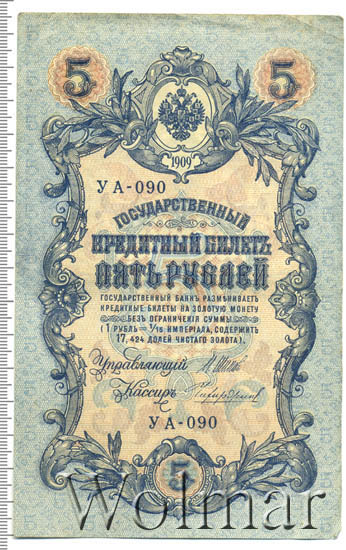 5 5
1909
УА-090
ГОСУДАРСТВЕННЫЙ
КРЕДИТНЫЙ БИЛЕТЪ
ПЯТЬ РУБЛЕЙ
ГОСУДАРСТВЕННЫЙ БАНКЪ РАЗМѢНИВАЕТЪ
КРЕДИТНЫЕ БИЛЕТЫ НА ЗОЛОТУЮ МОНЕТУ
БЕЗЪ ОГРАНИЧЕНІЯ СУММЫ
(1 РУБЛЬ = 1/15 ИМПЕРІАЛА, СОДЕРЖИТЪ
17,424 ДОЛЕЙ ЧИСТАГО ЗОЛОТА).
Управляющій
Кассиръ
УА-090
5
Wolmar